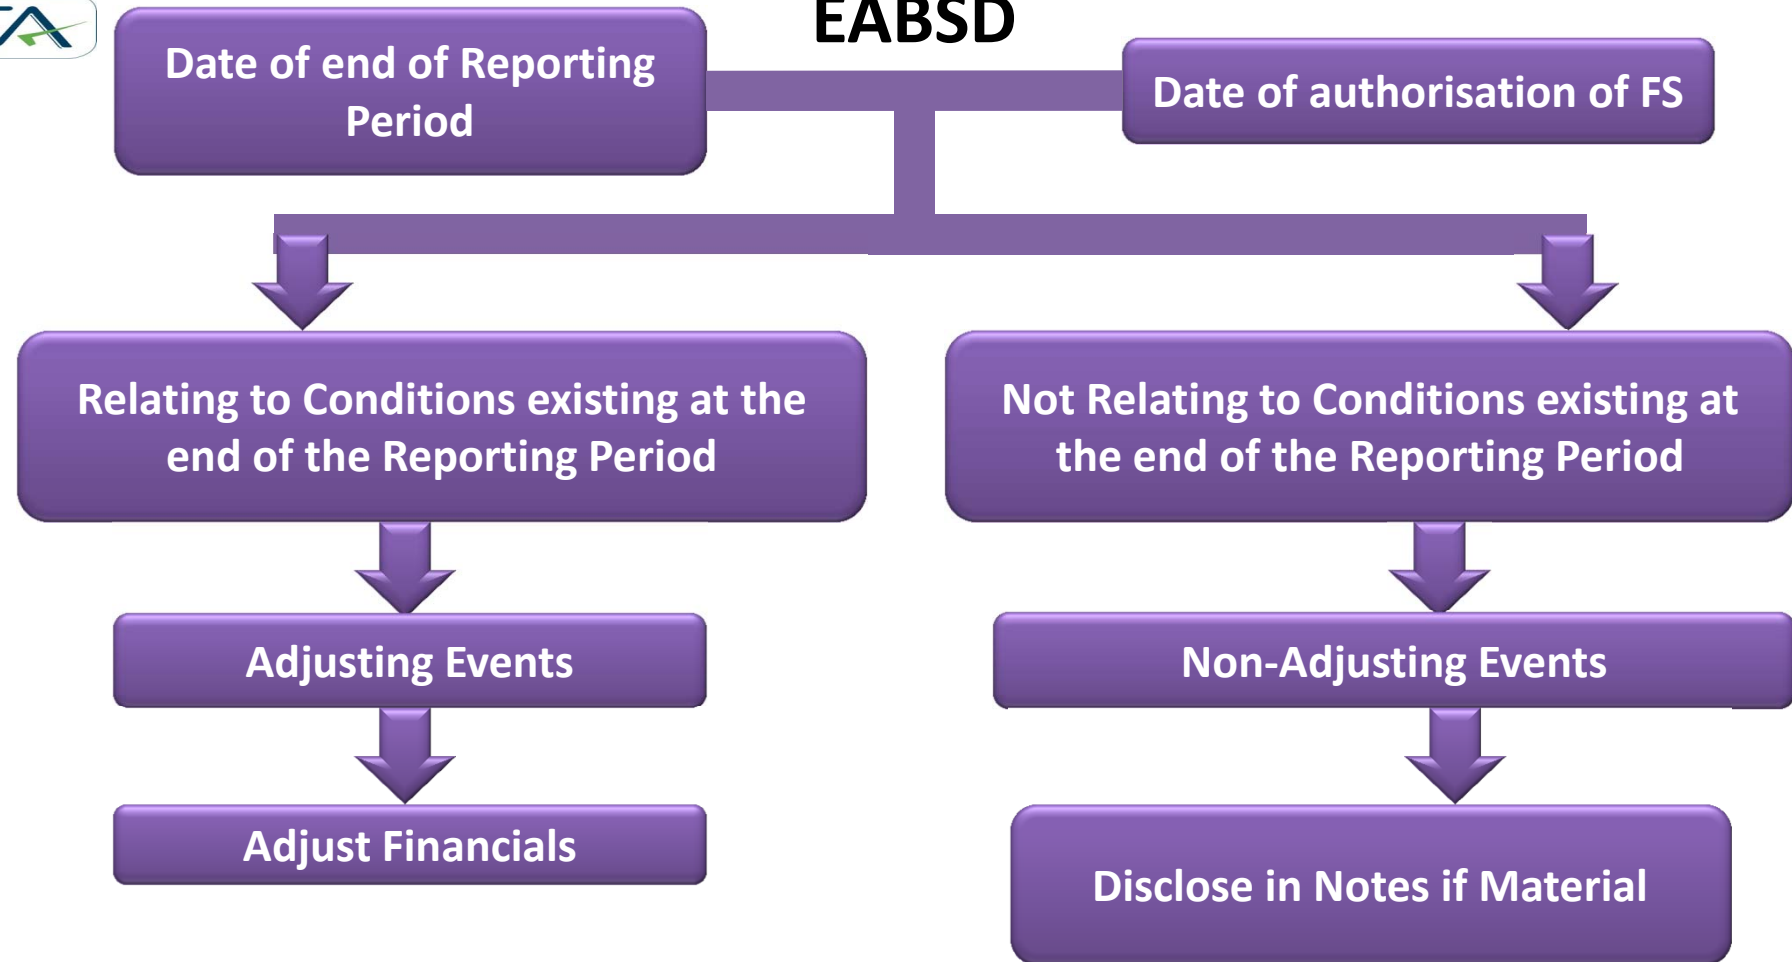 EABSD
Date of end of Reporting
Period
Date of authorisation of FS
Relating to Conditions existing at the
end of the Reporting Period
Not Relating to Conditions existing at
the end of the Reporting Period
Adjusting Events
Non-Adjusting Events
Adjust Financials
Disclose in Notes if Material